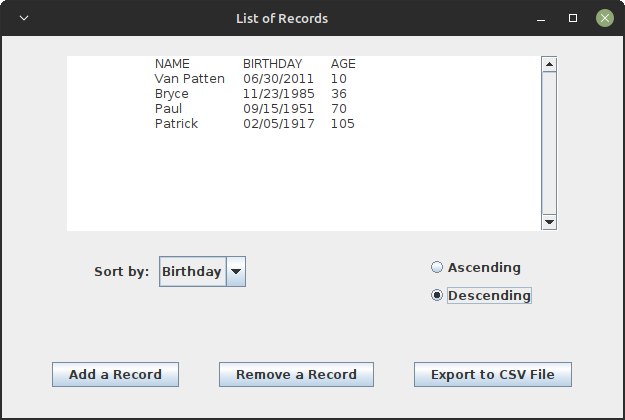 List of Records
NAME BIRTHDAY AGE
Van Patten 06/30/2011 10
Bryce 11/23/1985 36
Paul 09/15/1951 70
Patrick 02/05/1917 105
Sort by: Birthday
Ascending
Descending
Add a Record Remove a Record Export to CSV File